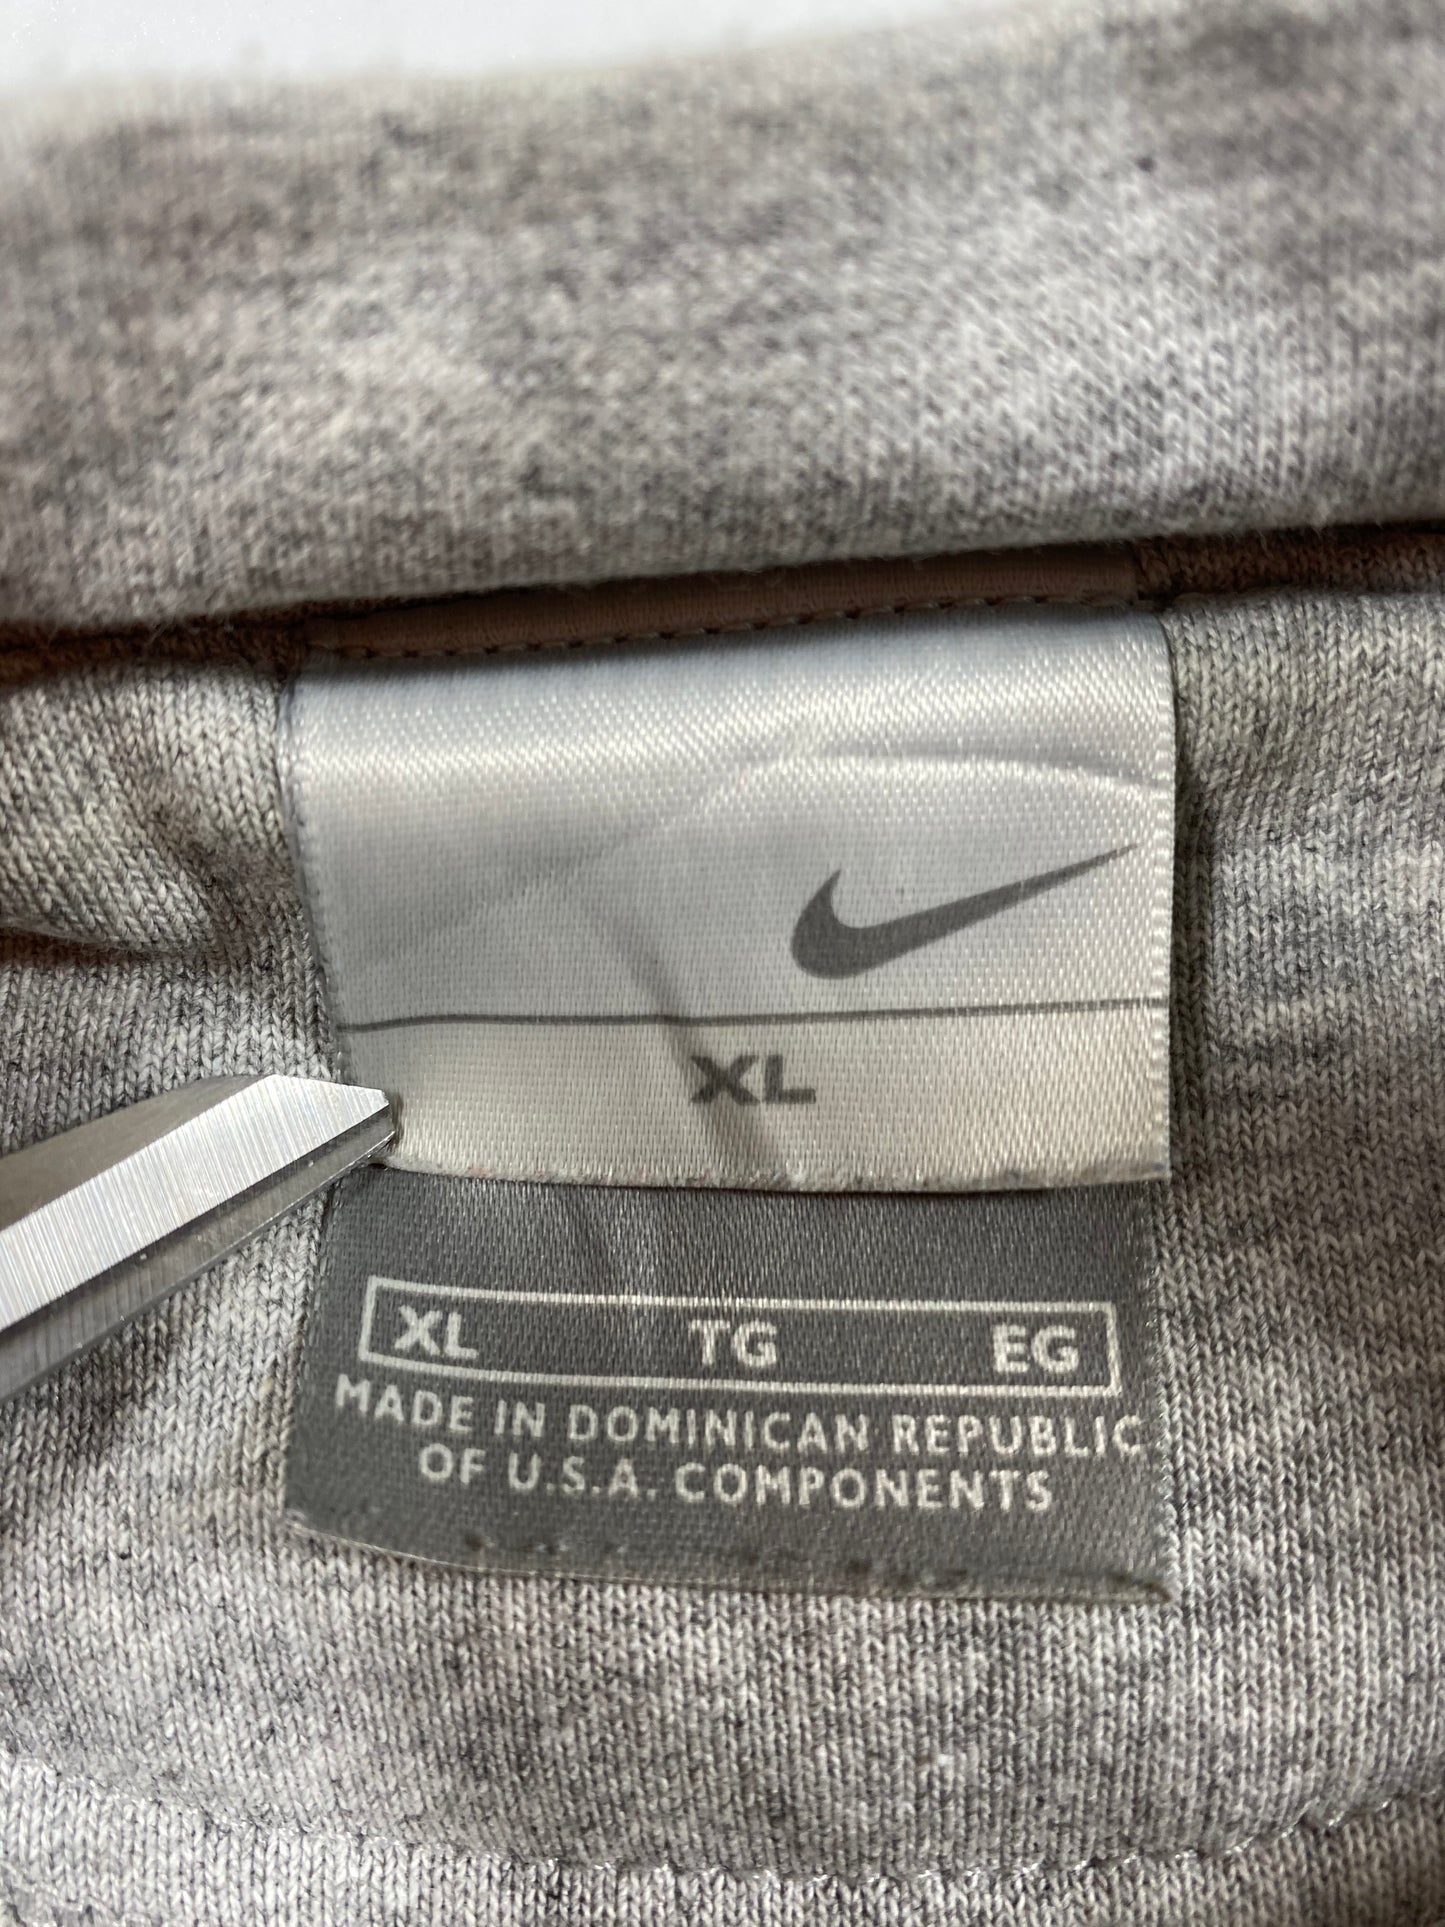 XL
XL TG EG
MADE IN DOMINICAN REPUBLIC
OF U.S.A. COMPONENTS